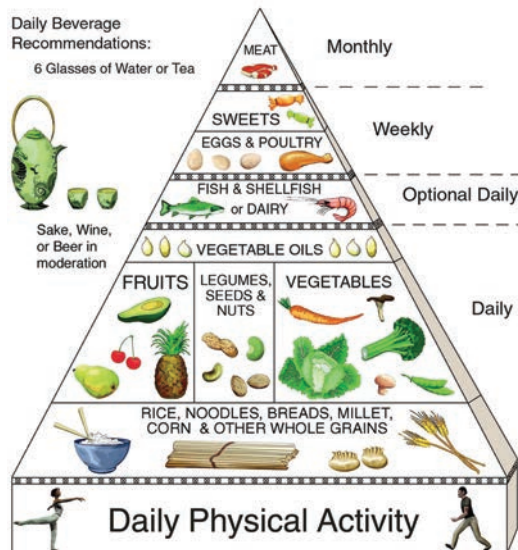 Daily Beverage
Recommendations:
6 Glasses of Water or Tea
Sake, Wine,
or Beer in
moderation
MEAT
Monthly
SWEETS
EGGS & POULTRY
Weekly
FISH & SHELLFISH
or DAIRY
Optional Daily
VEGETABLE OILS
FRUITS
LEGUMES,
SEEDS &
NUTS
VEGETABLES
Daily
RICE, NOODLES, BREADS, MILLET,
CORN & OTHER WHOLE GRAINS
Daily Physical Activity